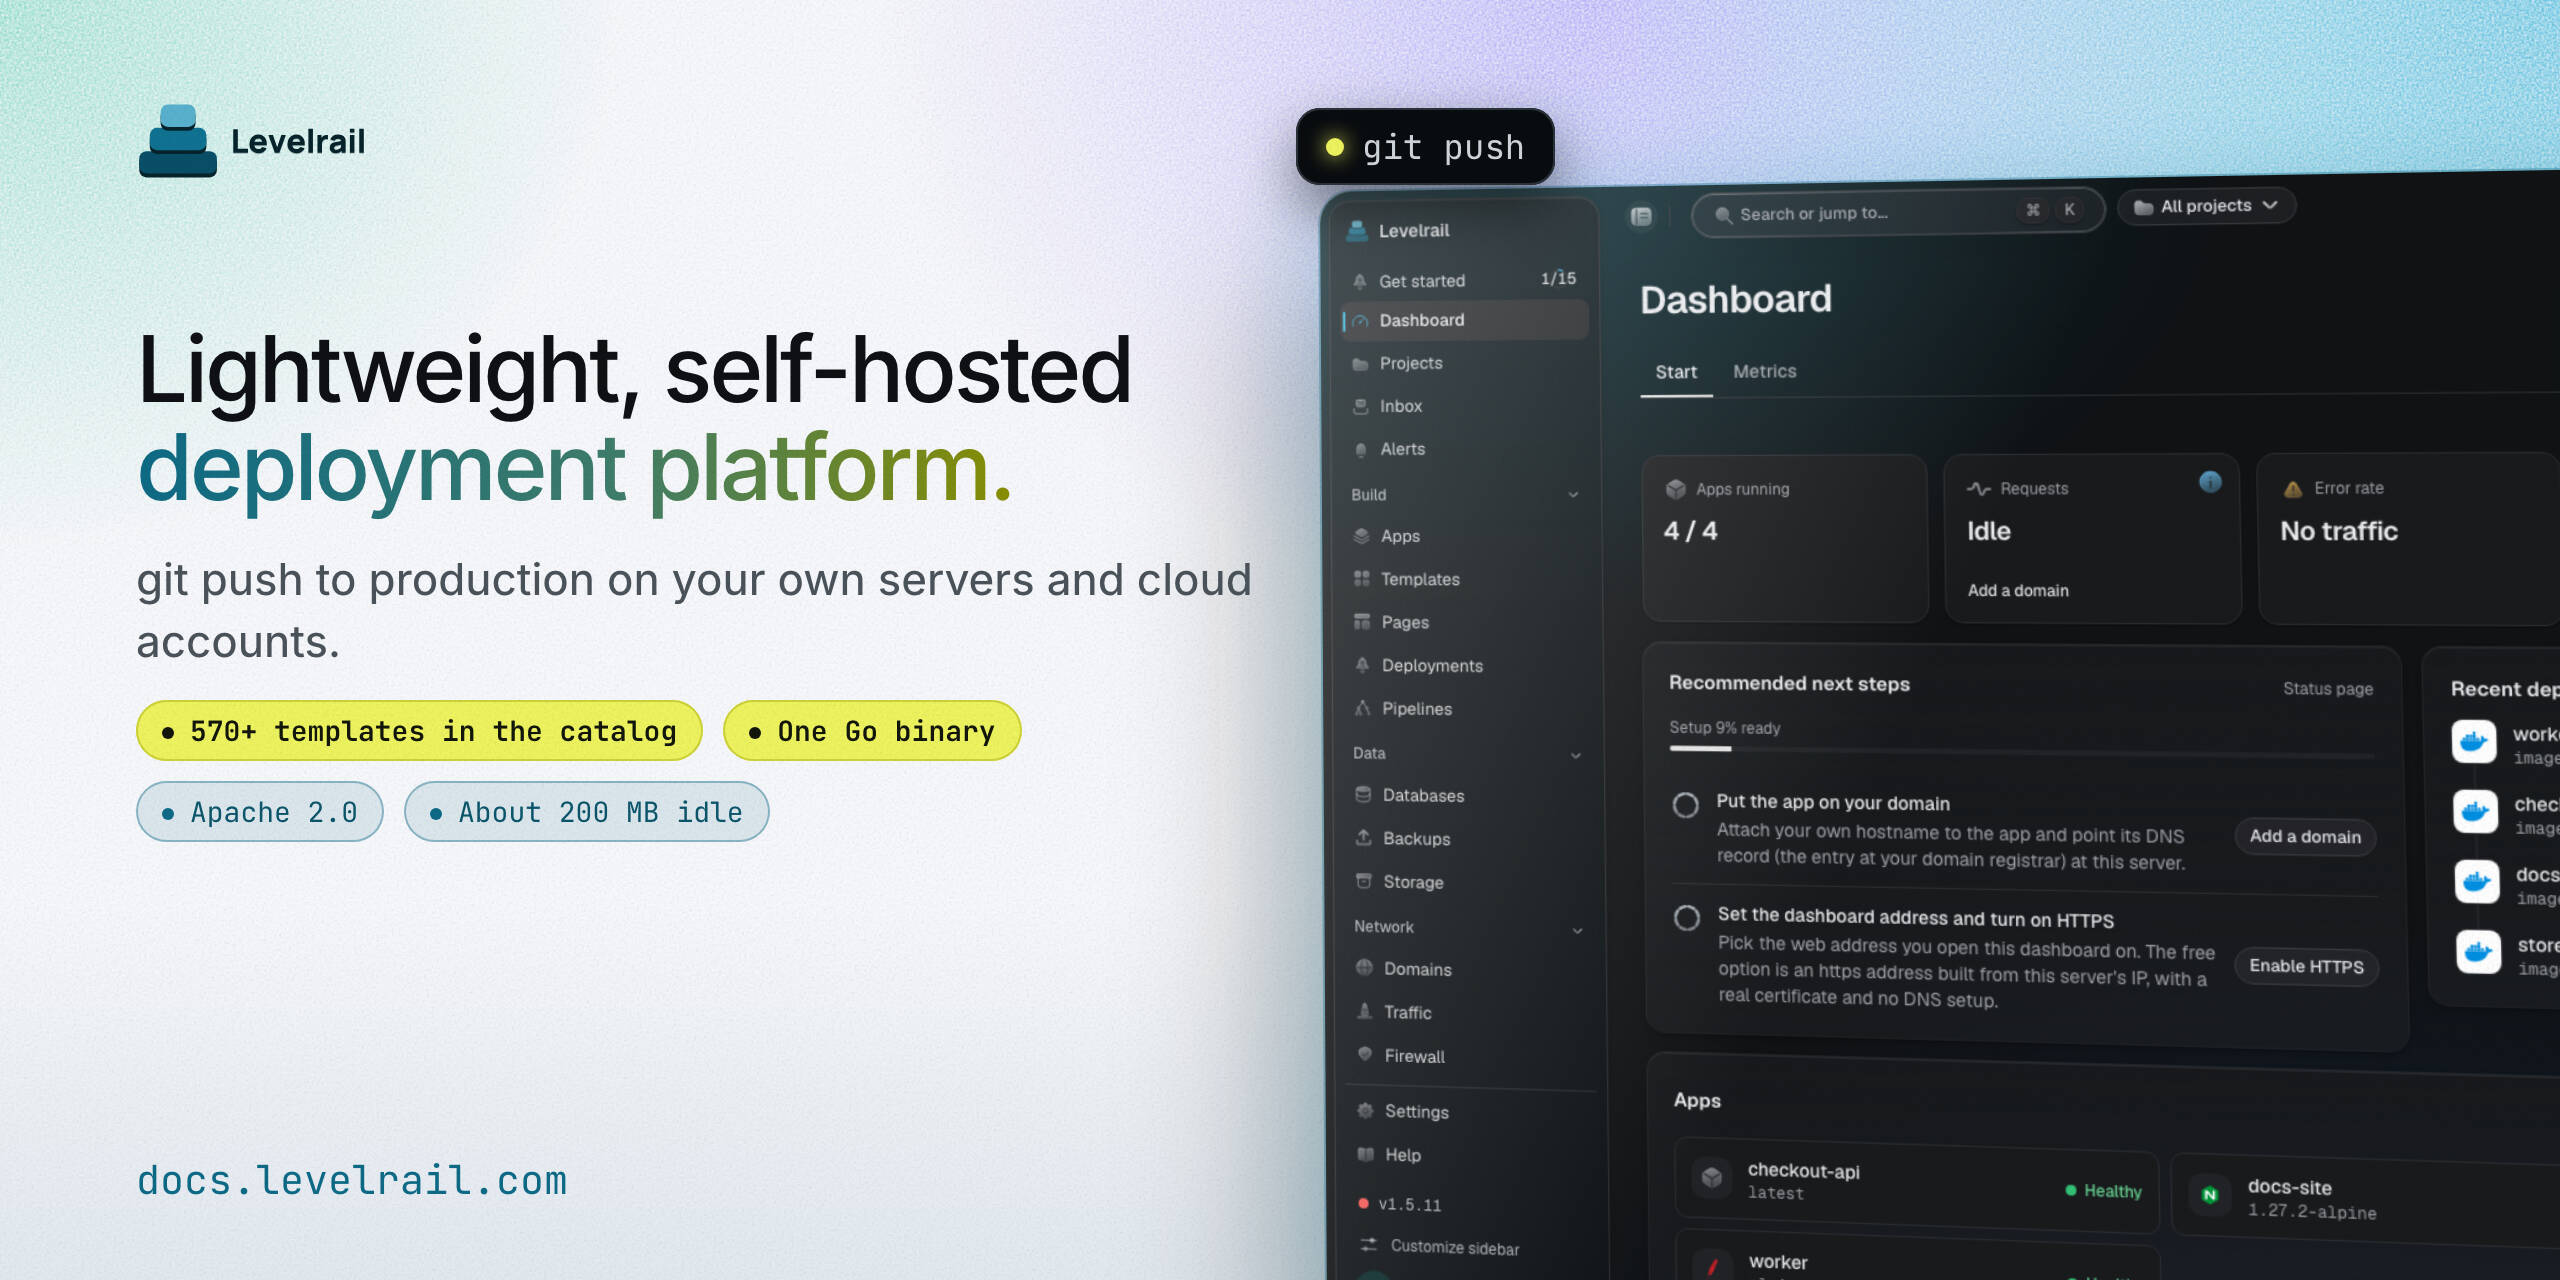 Levelrail
Lightweight, self-hosted
deployment platform.
git push to production on your own servers and cloud
accounts.
570+ templates in the catalog
One Go binary
Apache 2.0
About 200 MB idle
docs.levelrail.com
git push
Levelrail
Get started 1/15
Dashboard
Projects
Inbox
Alerts
Build
Apps
Templates
Pages
Deployments
Pipelines
Data
Databases
Backups
Storage
Network
Domains
Traffic
Firewall
Settings
Help
v1.5.11
Customize sidebar
Search or jump to... ⌘ K
All projects
Dashboard
Start Metrics
Apps running
4 / 4
Requests
Idle
Add a domain
Error rate
No traffic
Recommended next steps
Status page
Setup 9% ready
Put the app on your domain
Attach your own hostname to the app and point its DNS
record (the entry at your domain registrar) at this server.
Add a domain
Set the dashboard address and turn on HTTPS
Pick the web address you open this dashboard on. The free
option is an https address built from this server's IP, with a
real certificate and no DNS setup.
Enable HTTPS
Recent
docs
Apps
checkout-api
latest
Healthy
docs-site
1.27.2-alpine
worker